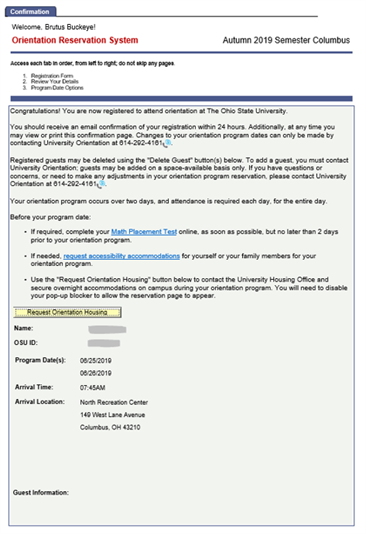 Confirmation
Welcome, Brutus Buckeye!
Orientation Reservation System
Autumn 2019 Semester Columbus
Access each tab in order, from left to right; do not skip any pages
1. Registration Form
2. Review Your Details
3. Program Date Options
Congratulations! You are now registered to attend orientation at The Ohio State University.
You should receive an email confirmation of your registration within 24 hours. Additionally, at any time you
may view or print this confirmation page. Changes to your orientation program dates can only be made by
contacting University Orientation at 614-292-4161.
Registered guests may be deleted using the "Delete Guest" button(s) below. To add a guest, you must contact
University Orientation; guests may be added on a space-available basis only. If you have questions or
concerns, or need to make any adjustments in your orientation program reservation, please contact University
Orientation at 614-292-4161.
Your orientation program occurs over two days, and attendance is required each day, for the entire day.
Before your program date:
• If required, complete your Math Placement Test online, as soon as possible, but no later than 2 days
prior to your orientation program.
• If needed, request accessibility accommodations for yourself or your family members for your
orientation program.
• Use the "Request Orientation Housing" button below to contact the University Housing Office and
secure overnight accommodations on campus during your orientation program. You will need to disable
your pop-up blocker to allow the reservation page to appear.
Request Orientation Housing
Name:
OSU ID:
Program Date(s): 06/25/2019
06/26/2019
Arrival Time: 07:45AM
Arrival Location: North Recreation Center
149 West Lane Avenue
Columbus, OH 43210
Guest Information: